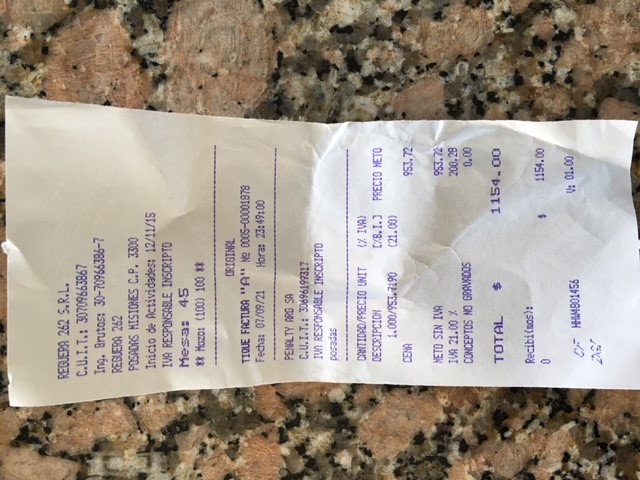 REGUERA 262 S.R.L.
C.U.I.T.: 30709663867
Ing. Brutos: 30-70966386-7
REGUERA 262
POSADAS MISIONES C.P. 3300
Inicio de Actividades: 12/11/15
IVA RESPONSABLE INSCRIPTO
Mesa: 45
** Mozo: (100) 100 **
ORIGINAL
TIQUE FACTURA "A" Nº 0005-00001878
Fecha: 07/09/21 Hora: 23:49:00
PENALTY ARG SA
C.U.I.T.: 30696199317
IVA RESPONSABLE INSCRIPTO
posadas
CANTIDAD/PRECIO UNIT (% IVA)
DESCRIPCION [%B.I.] PRECIO NETO
1.000/953.7190 (21.00)
CENA 953.72
NETO SIN IVA 953.72
IVA 21.00 % 200.28
CONCEPTOS NO GRAVADOS 0.00
TOTAL $ 1154.00
Recibi(mos):
0 $ 1154.00
CF HHW4801456 V: 01.00
DGI